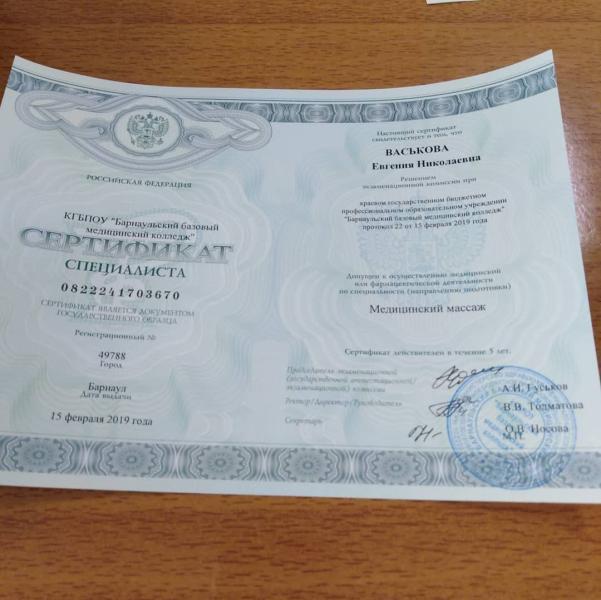 РОССИЙСКАЯ ФЕДЕРАЦИЯ
КГБПОУ "Барнаульский базовый
медицинский колледж"
СЕРТИФИКАТ
СПЕЦИАЛИСТА
0822241703670
СЕРТИФИКАТ ЯВЛЯЕТСЯ ДОКУМЕНТОМ
ГОСУДАРСТВЕННОГО ОБРАЗЦА
Регистрационный №
49788
Город
Барнаул
Дата выдачи
15 февраля 2019 года
Настоящий сертификат
свидетельствует о том, что
ВАСЬКОВА
Евгения Николаевна
Решением
экзаменационной комиссии при
краевом государственном бюджетном
профессиональном образовательном учреждении
"Барнаульский базовый медицинский колледж"
протокол 22 от 15 февраля 2019 года
Допущен к осуществлению медицинской
или фармацевтической деятельности
по специальности (направлению подготовки)
Медицинский массаж
Сертификат действителен в течение 5 лет.
Председатель экзаменационной
(государственной аттестационной/
экзаменационной) комиссии
А.И. Гуськов
Ректор/Директор/Руководитель
В.В. Толматова
Секретарь
О.В. Носова
М.П.